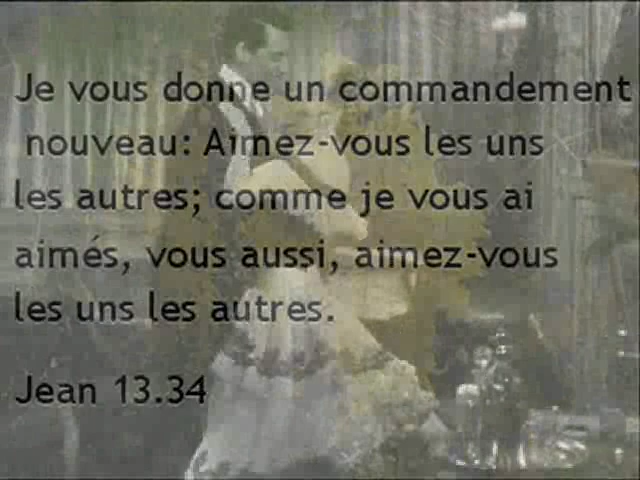 Je vous donne un commandement
nouveau: Aimez-vous les uns
les autres; comme je vous ai
aimés, vous aussi, aimez-vous
les uns les autres.
Jean 13.34